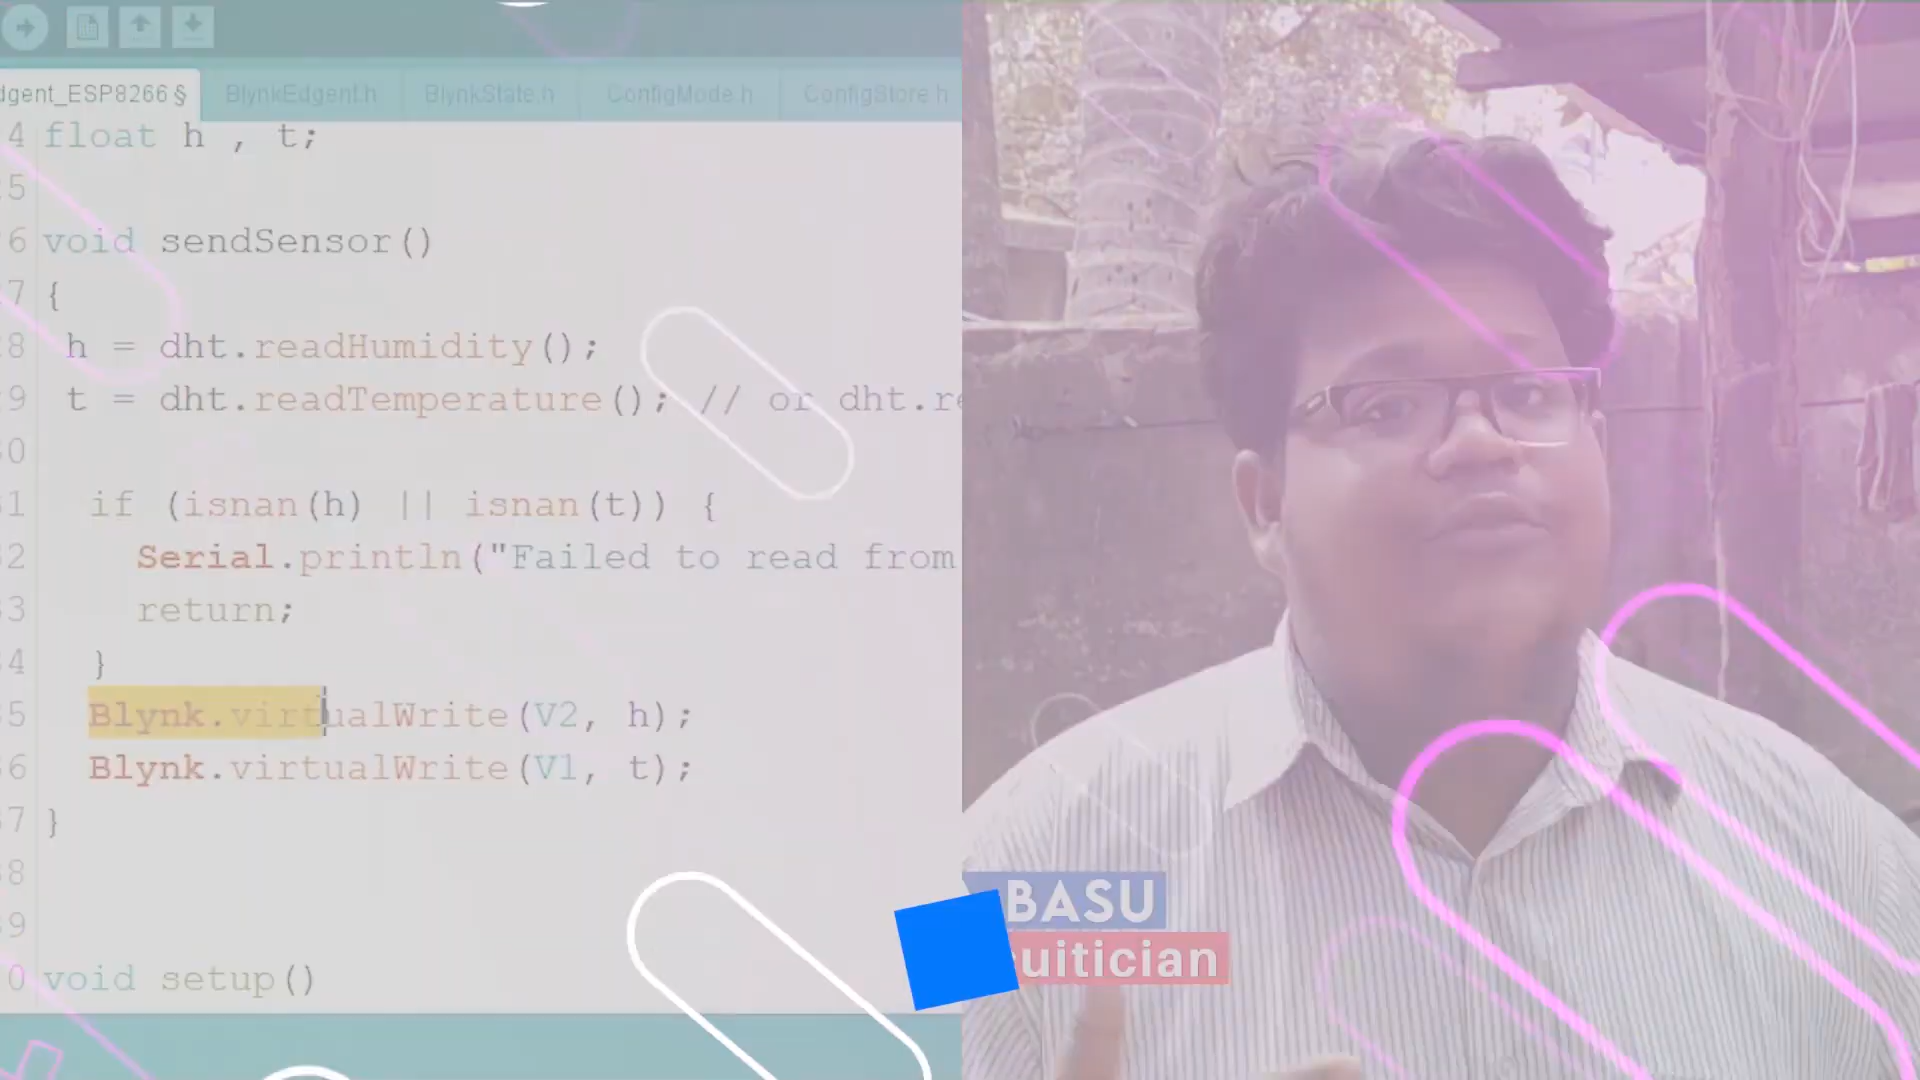 dgent_ESP8266 § BlynkEdgent.h BlynkState.h ConfigMode.h ConfigStore.h
4 float h , t;
5
6 void sendSensor()
7 {
8 h = dht.readHumidity();
9 t = dht.readTemperature(); // or dht.re
0
1 if (isnan(h) || isnan(t)) {
2 Serial.println("Failed to read from
3 return;
4 }
5 Blynk.virtualWrite(V2, h);
6 Blynk.virtualWrite(V1, t);
7 }
8
9
0 void setup()
BASU
uitician